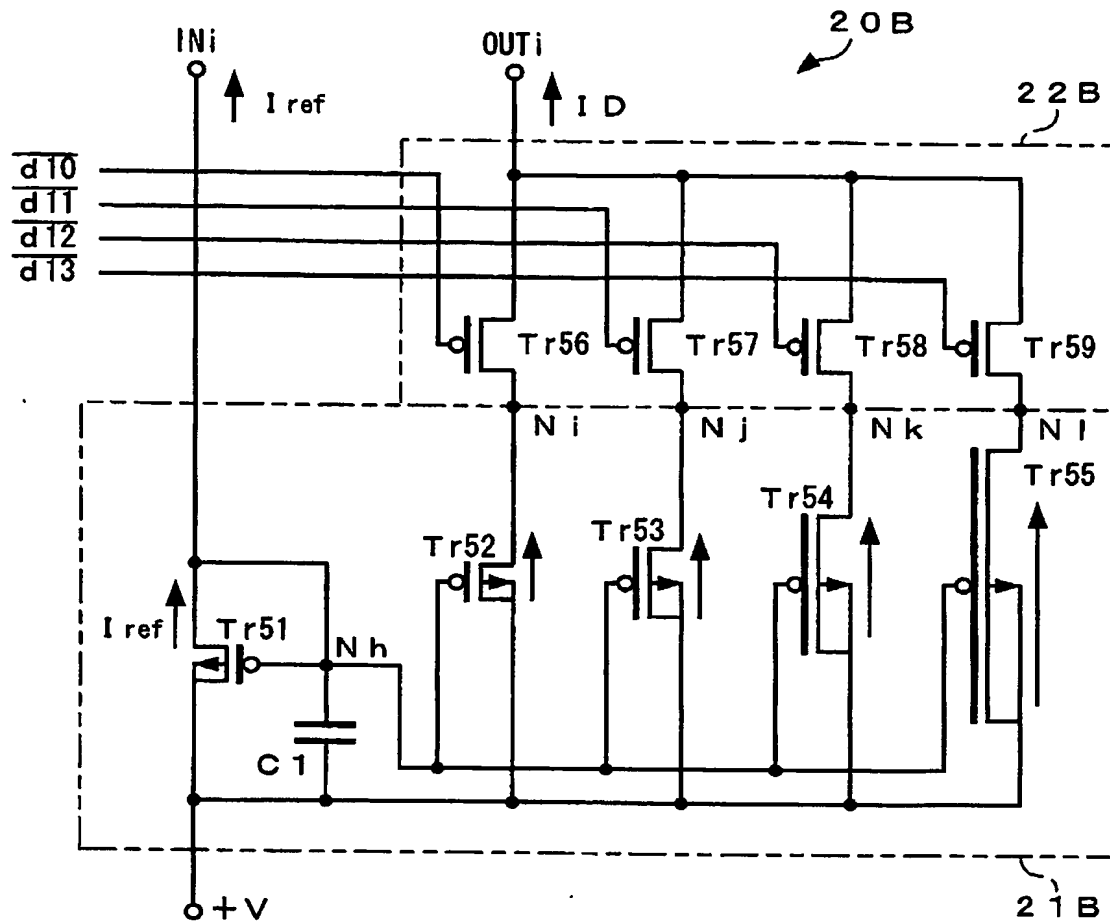 20B
INi
OUTi
Iref
ID
22B
d10
d11
d12
d13
Tr56
Tr57
Tr58
Tr59
Ni
Nj
Nk
Nl
Tr55
Tr54
Tr53
Tr52
Iref
Tr51
Nh
C1
+V
21B